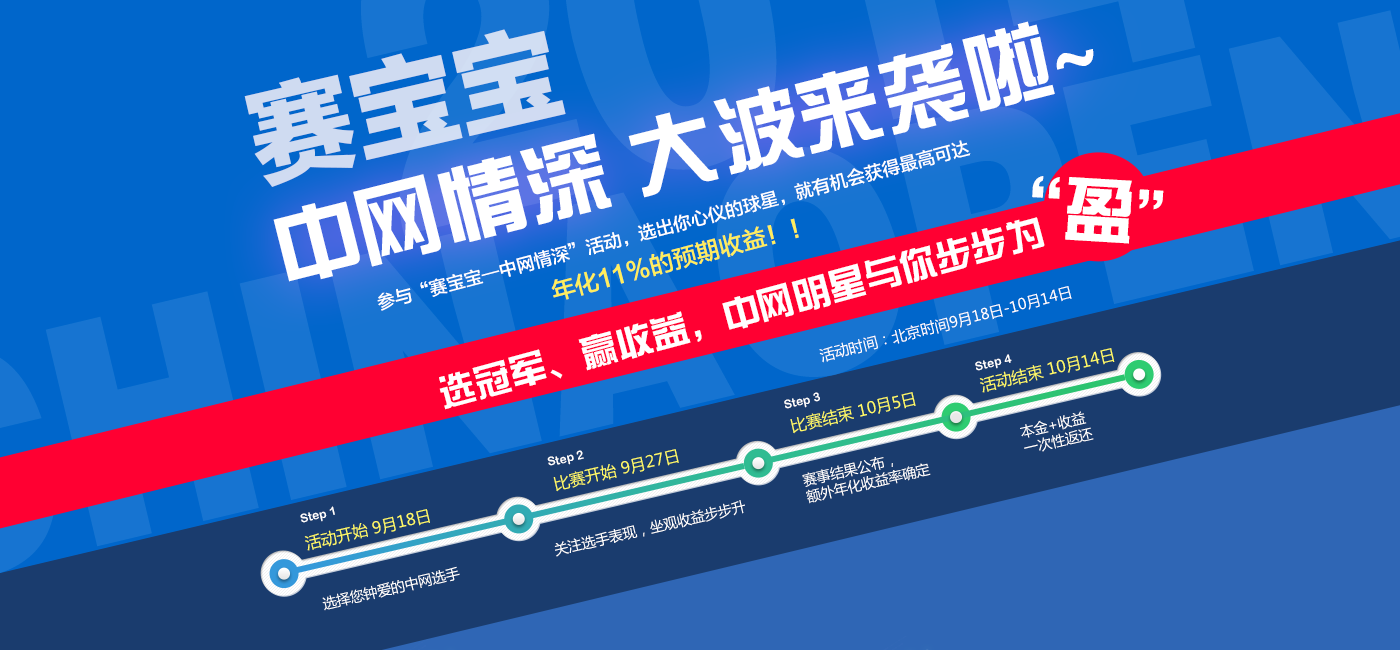 赛宝宝
中网情深 大波来袭啦~
参与“赛宝宝—中网情深”活动，选出你心仪的球星，就有机会获得最高可达
年化11%的预期收益！！
选冠军、赢收益，中网明星与你步步为“盈”
活动时间：北京时间9月18日-10月14日
Step 1
活动开始 9月18日
选择您钟爱的中网选手
Step 2
比赛开始 9月27日
关注选手表现，坐观收益步步升
Step 3
比赛结束 10月5日
赛事结果公布，
额外年化收益率确定
Step 4
活动结束 10月14日
本金+收益
一次性返还
CHINA OPEN